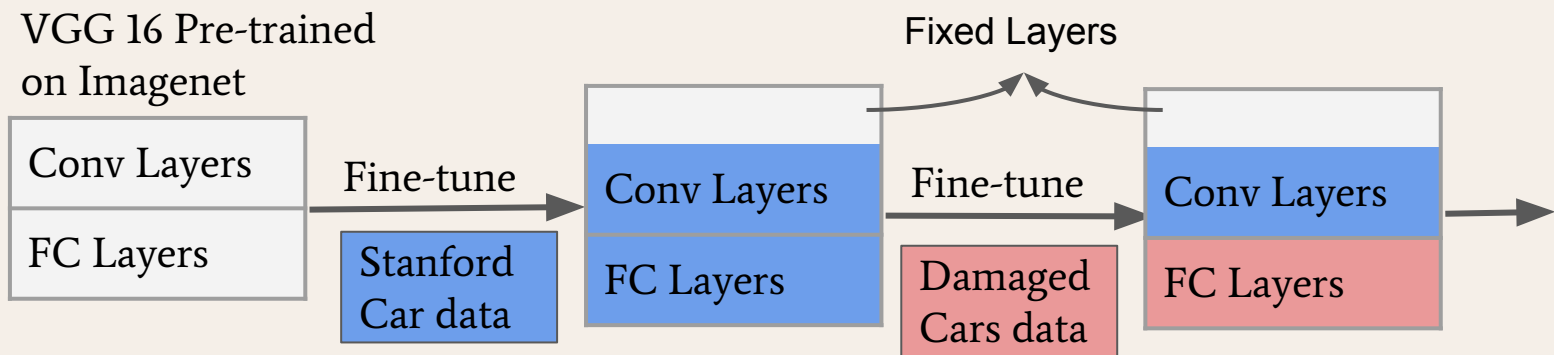 VGG 16 Pre-trained
on Imagenet
Conv Layers
FC Layers
Fine-tune
Stanford
Car data
Fixed Layers
Conv Layers
FC Layers
Fine-tune
Damaged
Cars data
Conv Layers
FC Layers